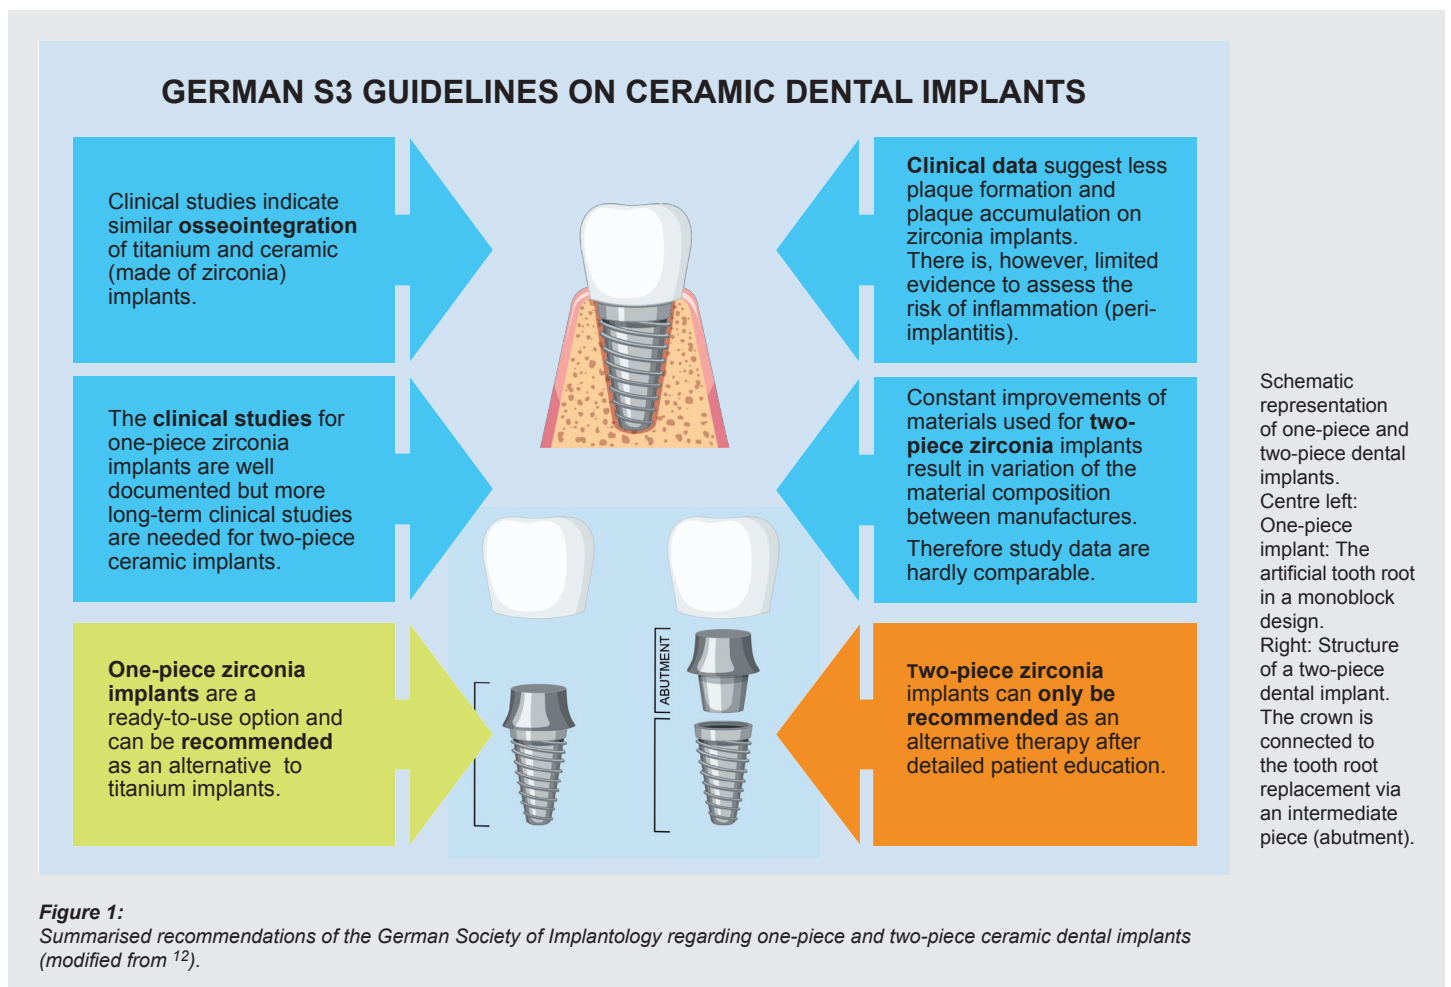 GERMAN S3 GUIDELINES ON CERAMIC DENTAL IMPLANTS
Clinical studies indicate
similar osseointegration
of titanium and ceramic
(made of zirconia)
implants.
Clinical data suggest less
plaque formation and
plaque accumulation on
zirconia implants.
There is, however, limited
evidence to assess the
risk of inflammation (peri-
implantitis).
The clinical studies for
one-piece zirconia
implants are well
documented but more
long-term clinical studies
are needed for two-piece
ceramic implants.
Constant improvements of
materials used for two-
piece zirconia implants
result in variation of the
material composition
between manufactures.
Therefore study data are
hardly comparable.
One-piece zirconia
implants are a
ready-to-use option and
can be recommended
as an alternative to
titanium implants.
ABUTMENT
Two-piece zirconia
implants can only be
recommended as an
alternative therapy after
detailed patient education.
Schematic
representation
of one-piece and
two-piece dental
implants.
Centre left:
One-piece
implant: The
artificial tooth root
in a monoblock
design.
Right: Structure
of a two-piece
dental implant.
The crown is
connected to
the tooth root
replacement via
an intermediate
piece (abutment).
Figure 1:
Summarised recommendations of the German Society of Implantology regarding one-piece and two-piece ceramic dental implants
(modified from 12).